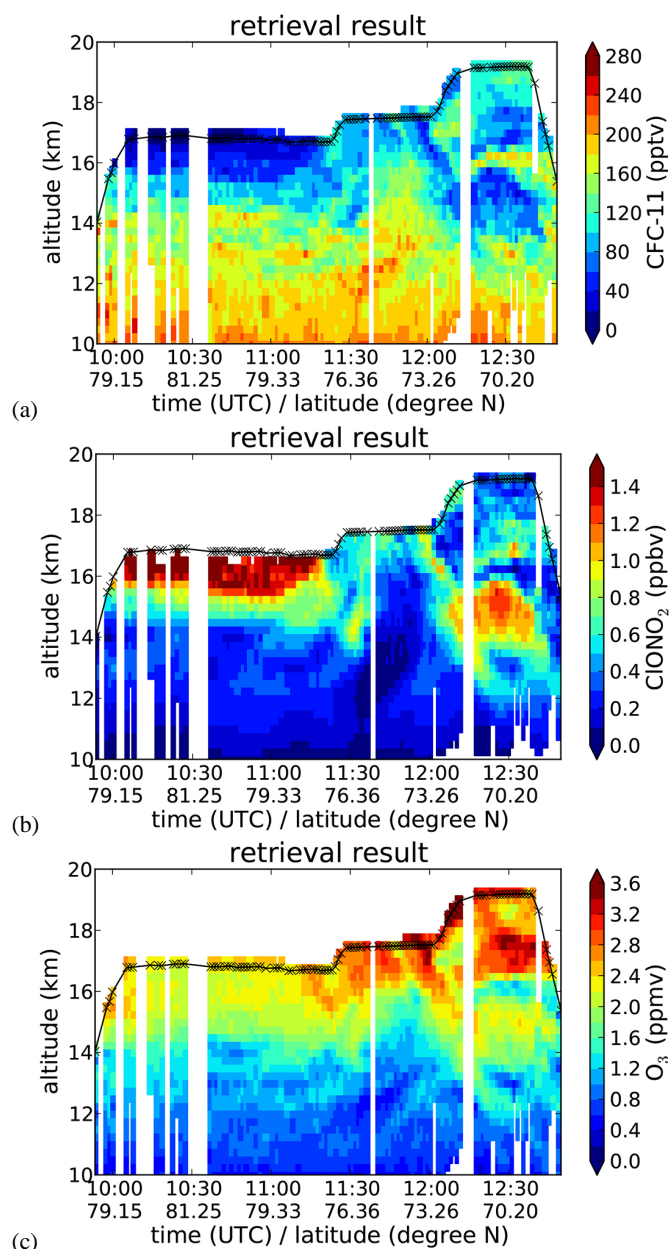 retrieval result
20
18
16
14
12
10
altitude (km)
10:00 10:30 11:00 11:30 12:00 12:30
79.15 81.25 79.33 76.36 73.26 70.20
time (UTC) / latitude (degree N)
280
240
200
160
120
80
40
0
CFC-11 (pptv)
(a)
retrieval result
20
18
16
14
12
10
altitude (km)
10:00 10:30 11:00 11:30 12:00 12:30
79.15 81.25 79.33 76.36 73.26 70.20
time (UTC) / latitude (degree N)
1.4
1.2
1.0
0.8
0.6
0.4
0.2
0.0
ClONO₂ (ppbv)
(b)
retrieval result
20
18
16
14
12
10
altitude (km)
10:00 10:30 11:00 11:30 12:00 12:30
79.15 81.25 79.33 76.36 73.26 70.20
time (UTC) / latitude (degree N)
3.6
3.2
2.8
2.4
2.0
1.6
1.2
0.8
0.4
0.0
O₃ (ppmv)
(c)